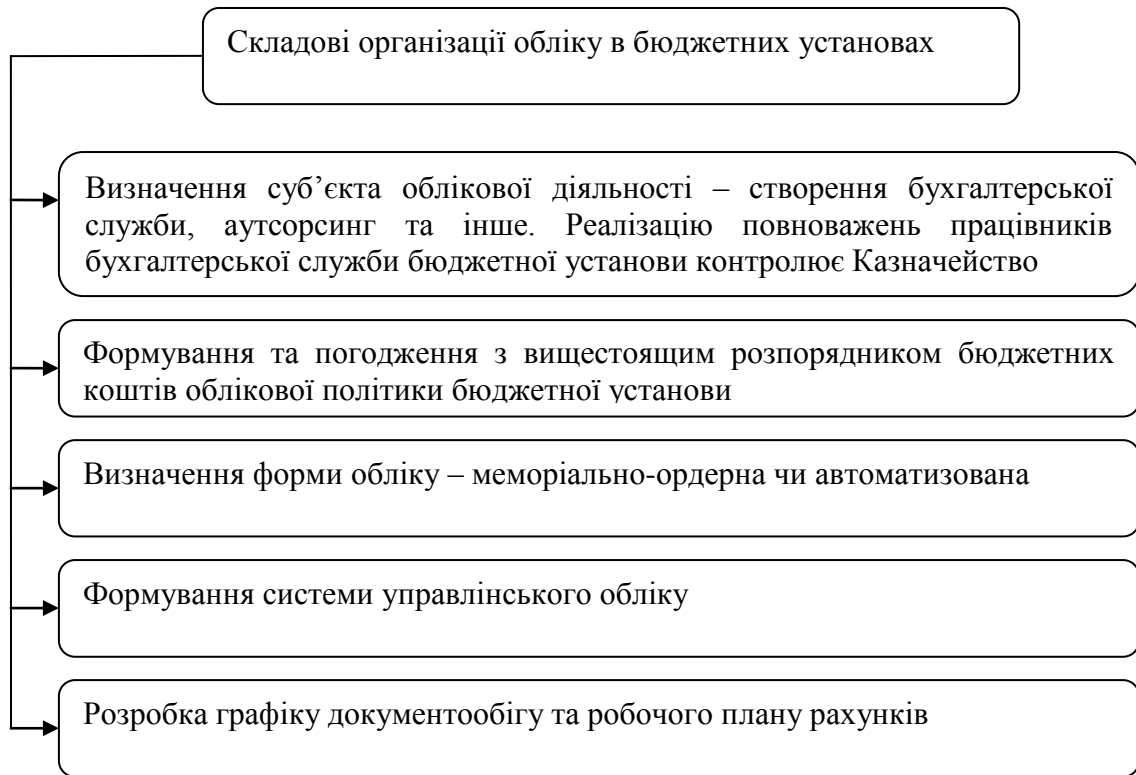 Складові організації обліку в бюджетних установах
Визначення суб’єкта облікової діяльності – створення бухгалтерської
служби, аутсорсинг та інше. Реалізацію повноважень працівників
бухгалтерської служби бюджетної установи контролює Казначейство
Формування та погодження з вищестоящим розпорядником бюджетних
коштів облікової політики бюджетної установи
Визначення форми обліку – меморіально-ордерна чи автоматизована
Формування системи управлінського обліку
Розробка графіку документообігу та робочого плану рахунків